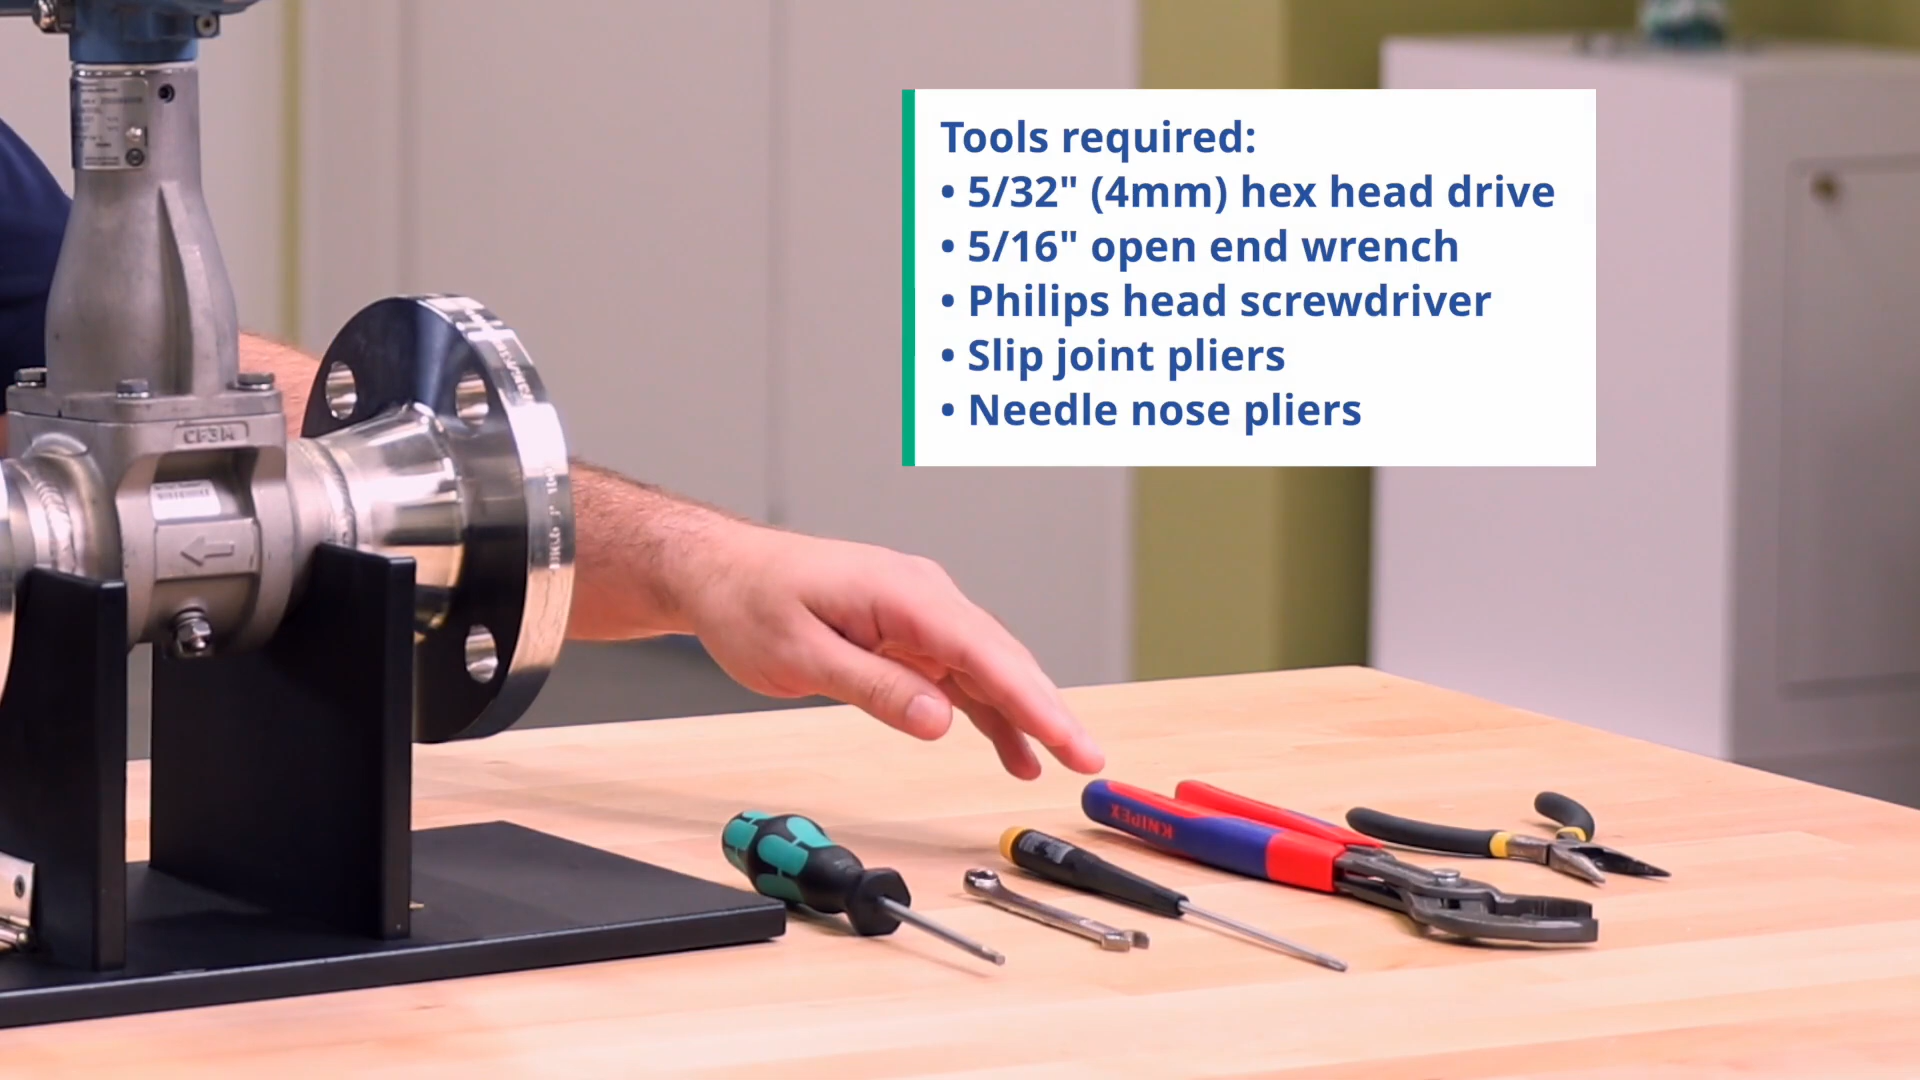 Tools required:
• 5/32" (4mm) hex head drive
• 5/16" open end wrench
• Philips head screwdriver
• Slip joint pliers
• Needle nose pliers
CF3M
KNIPEX